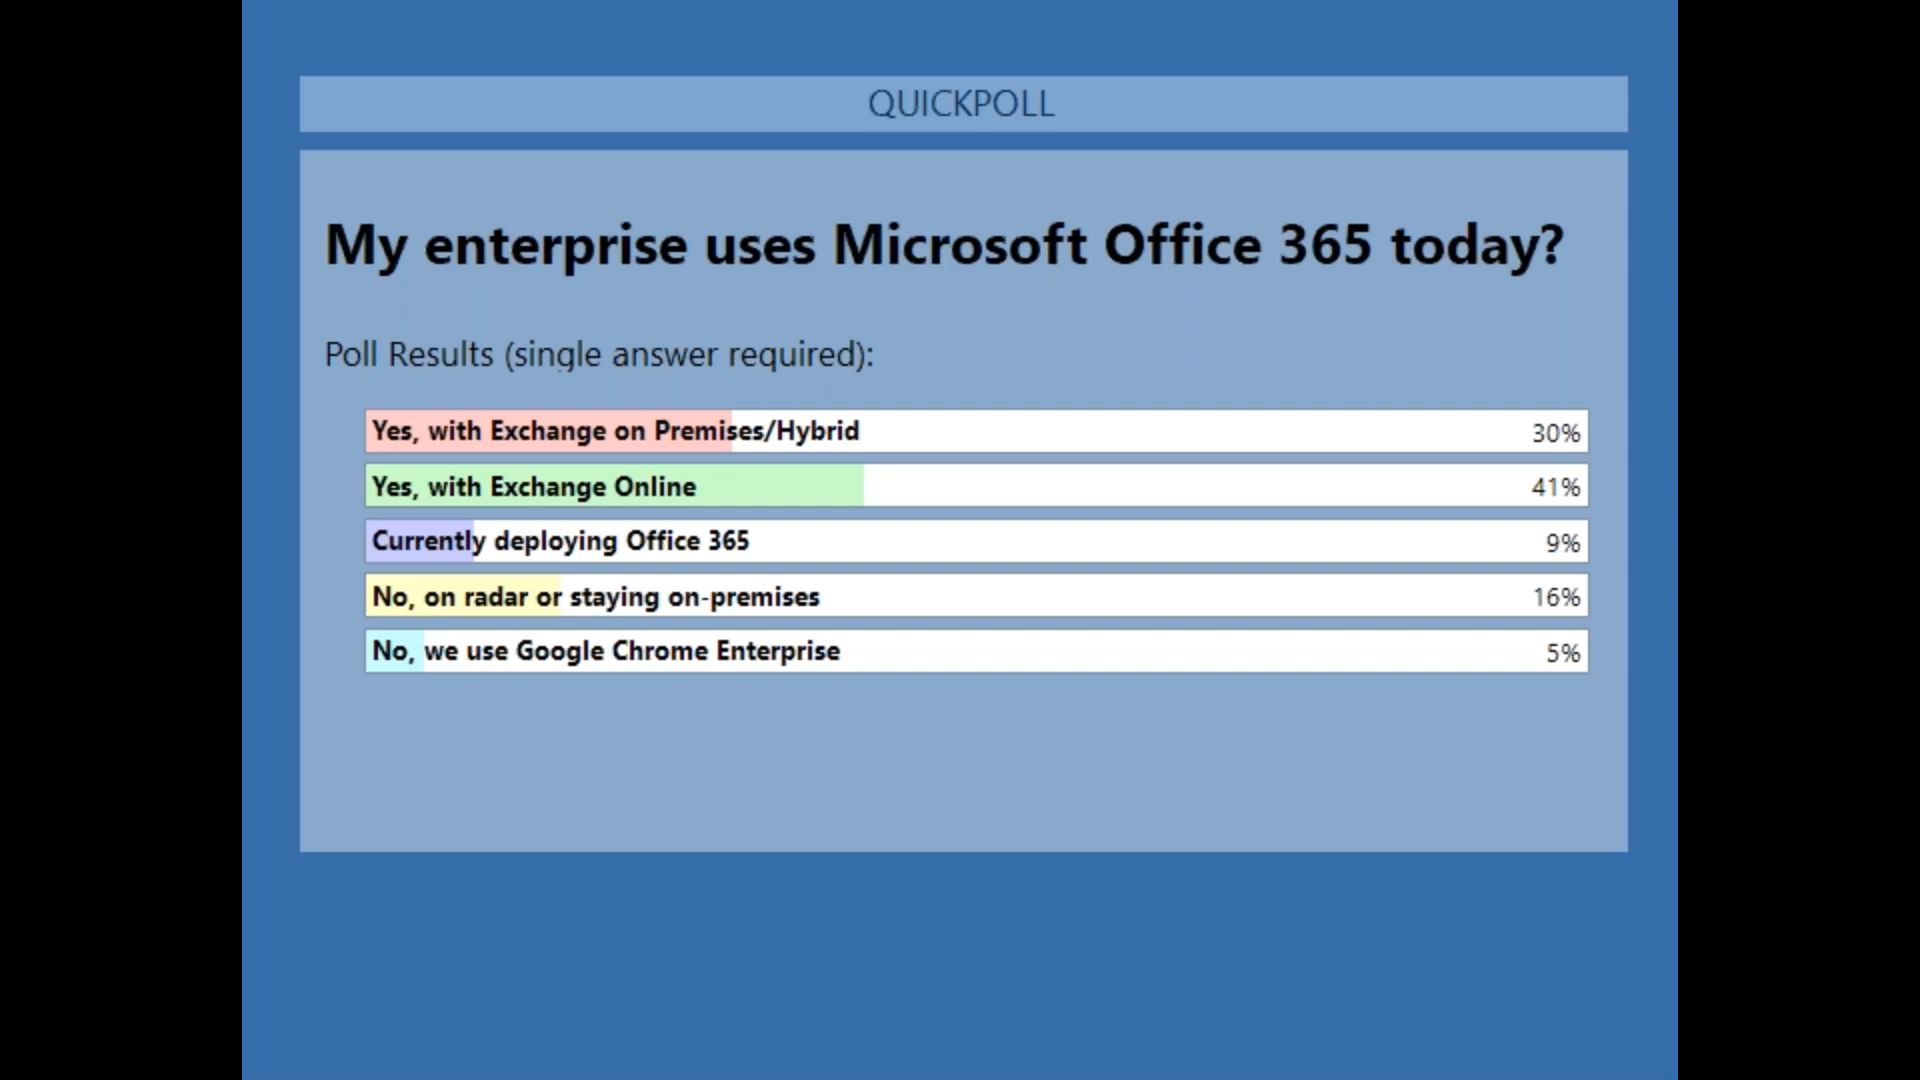 QUICKPOLL
My enterprise uses Microsoft Office 365 today?
Poll Results (single answer required):
Yes, with Exchange on Premises/Hybrid 30%
Yes, with Exchange Online 41%
Currently deploying Office 365 9%
No, on radar or staying on-premises 16%
No, we use Google Chrome Enterprise 5%